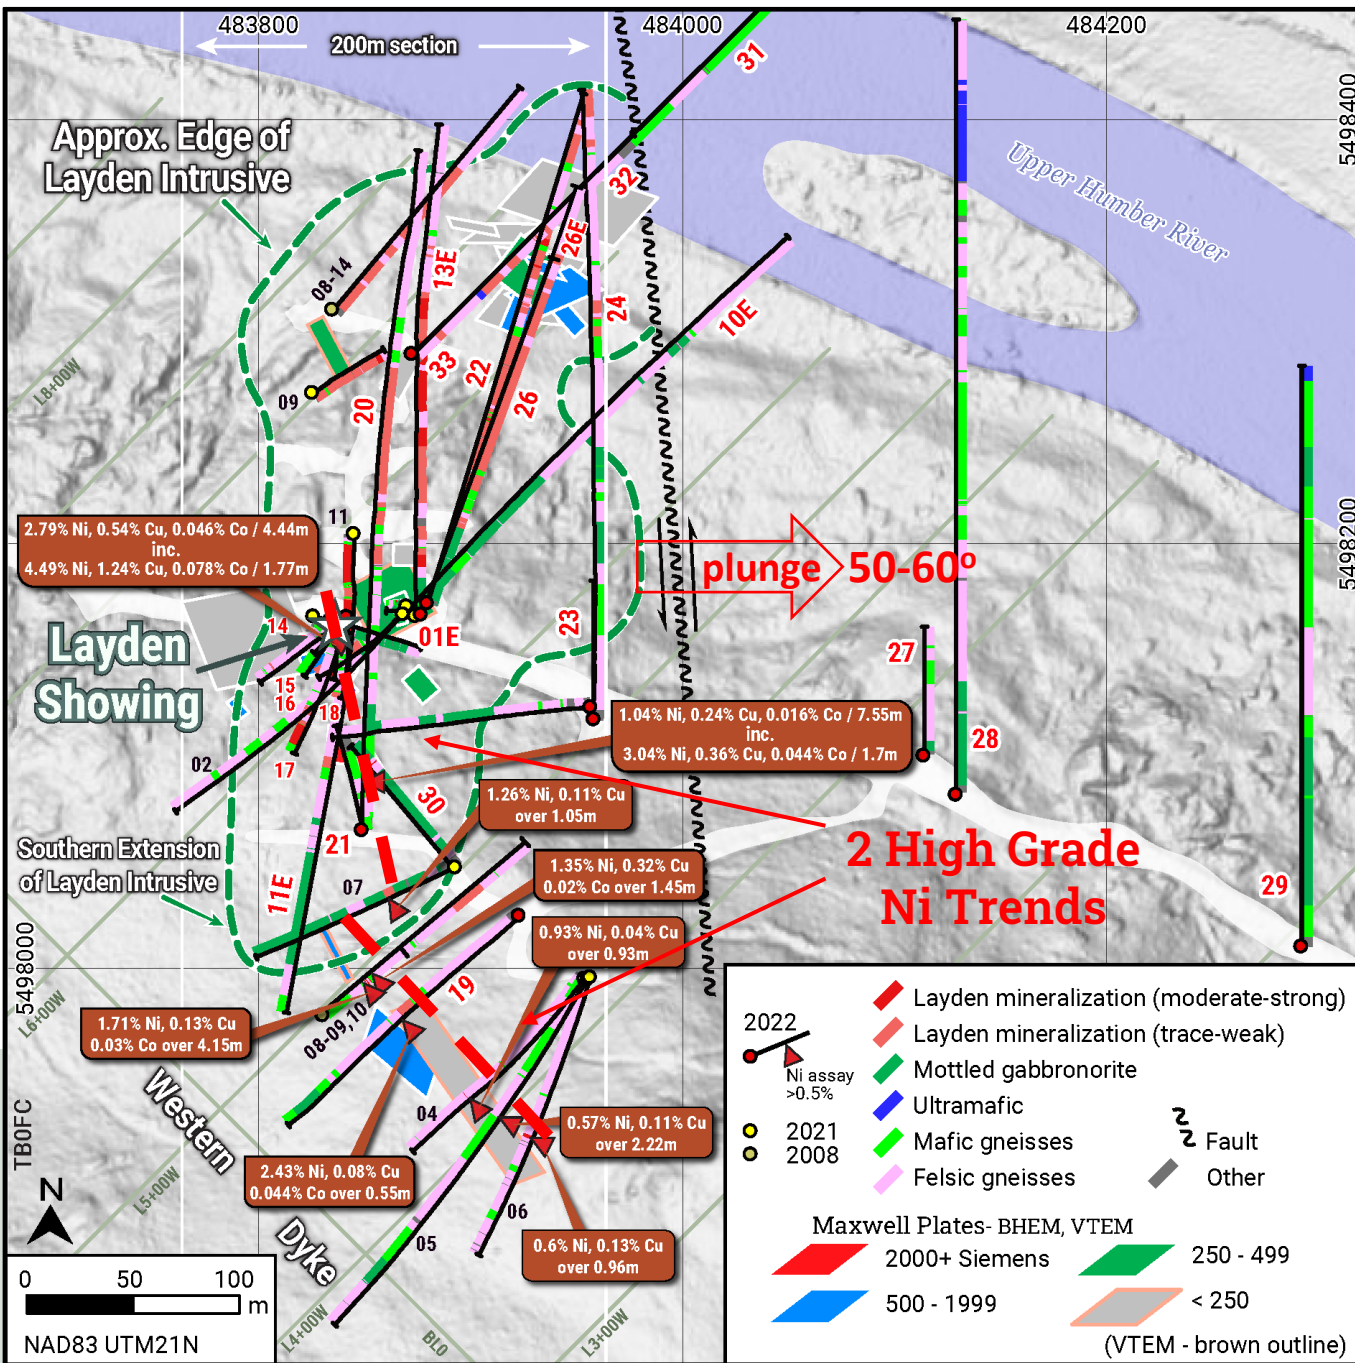 483800
484000
484200
200m section
5498400
5498200
5498000
Approx. Edge of
Layden Intrusive
Upper Humber River
31
32
13E
26E
08-14
24
10E
33
22
26
09
20
L8+00W
11
2.79% Ni, 0.54% Cu, 0.046% Co / 4.44m
inc.
4.49% Ni, 1.24% Cu, 0.078% Co / 1.77m
plunge
50-60º
14
01E
23
Layden
Showing
15
16
18
17
02
27
28
29
1.04% Ni, 0.24% Cu, 0.016% Co / 7.55m
inc.
3.04% Ni, 0.36% Cu, 0.044% Co / 1.7m
30
21
1.26% Ni, 0.11% Cu
over 1.05m
2 High Grade
Ni Trends
Southern Extension
of Layden Intrusive
11E
07
1.35% Ni, 0.32% Cu
0.02% Co over 1.45m
0.93% Ni, 0.04% Cu
over 0.93m
19
08-09,10
1.71% Ni, 0.13% Cu
0.03% Co over 4.15m
L6+00W
Western
Dyke
04
0.57% Ni, 0.11% Cu
over 2.22m
2.43% Ni, 0.08% Cu
0.044% Co over 0.55m
06
05
0.6% Ni, 0.13% Cu
over 0.96m
TB0FC
L5+00W
L4+00W
BL0
L3+00W
N
0 50 100
m
NAD83 UTM21N
2022
Ni assay
>0.5%
2021
2008
Layden mineralization (moderate-strong)
Layden mineralization (trace-weak)
Mottled gabbronorite
Ultramafic
Mafic gneisses
Felsic gneisses
Fault
Other
Maxwell Plates- BHEM, VTEM
2000+ Siemens
250 - 499
500 - 1999
< 250
(VTEM - brown outline)